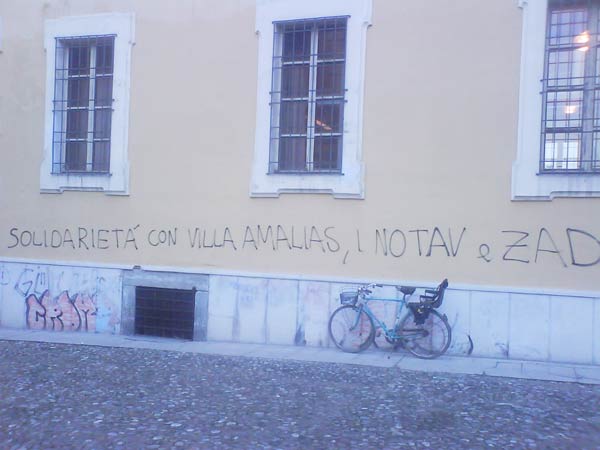 SOLIDARIETÁ CON VILLA AMALIAS, I NOTAV e ZAD